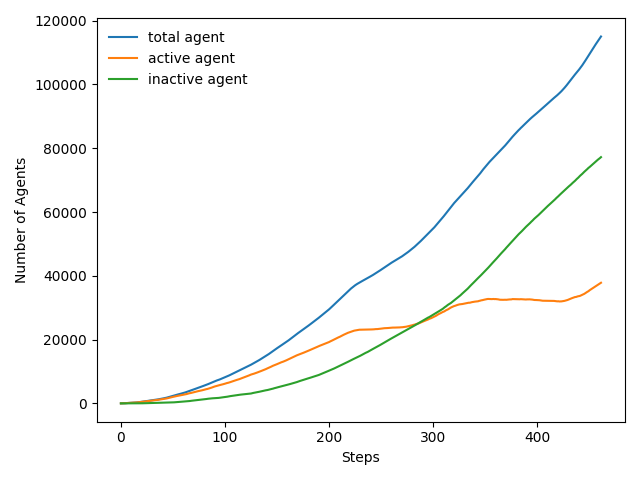 120000
100000
80000
60000
40000
20000
0
Number of Agents
total agent
active agent
inactive agent
0 100 200 300 400
Steps